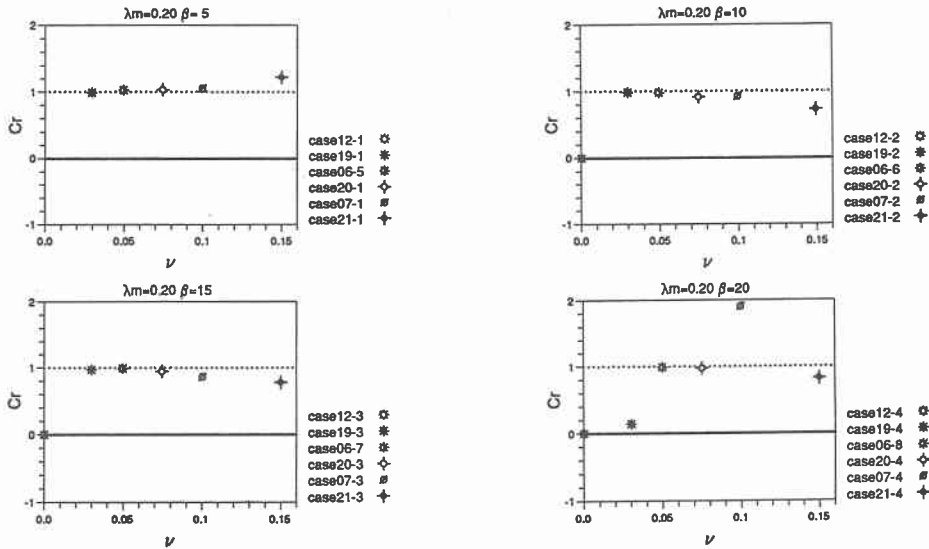 λm=0.20 β= 5
2
1
0
-1
Cr
0.0
0.05
0.1
0.15
ν
case12-1
case19-1
case06-5
case20-1
case07-1
case21-1
λm=0.20 β=10
2
1
0
-1
Cr
0.0
0.05
0.1
0.15
ν
case12-2
case19-2
case06-6
case20-2
case07-2
case21-2
λm=0.20 β=15
2
1
0
-1
Cr
0.0
0.05
0.1
0.15
ν
case12-3
case19-3
case06-7
case20-3
case07-3
case21-3
λm=0.20 β=20
2
1
0
-1
Cr
0.0
0.05
0.1
0.15
ν
case12-4
case19-4
case06-8
case20-4
case07-4
case21-4